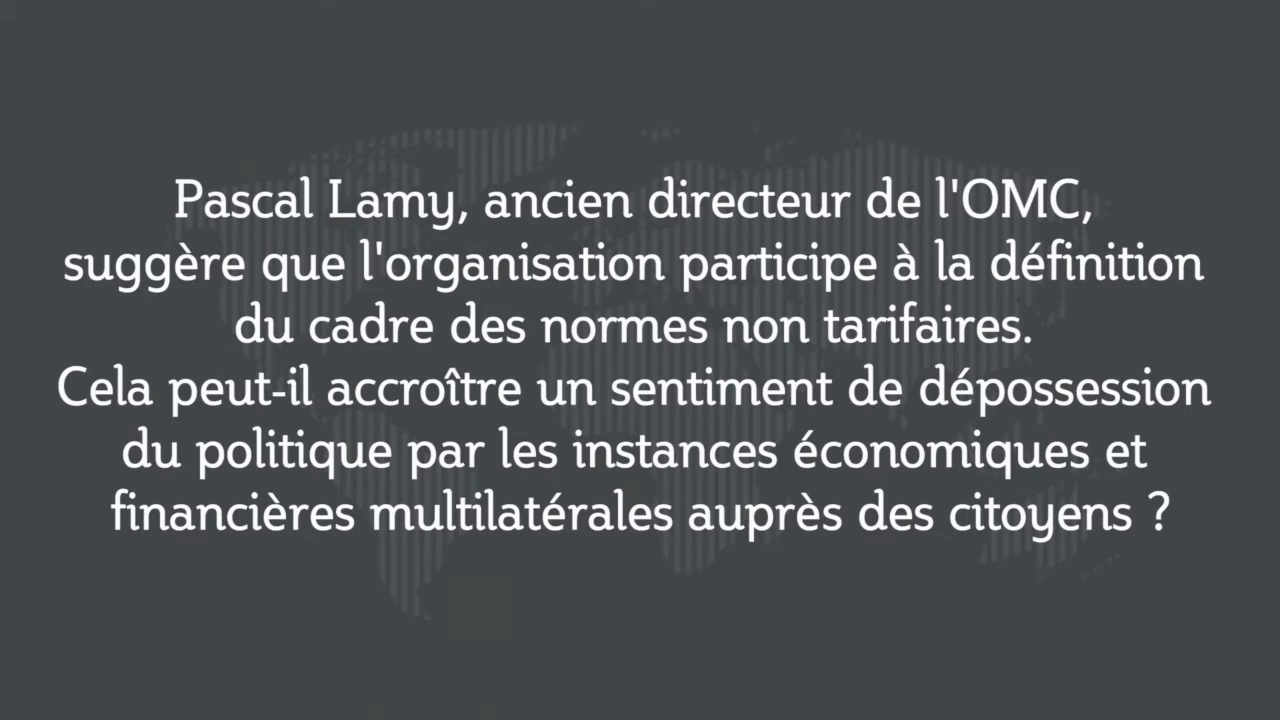 Pascal Lamy, ancien directeur de l'OMC,
suggère que l'organisation participe à la définition
du cadre des normes non tarifaires.
Cela peut-il accroître un sentiment de dépossession
du politique par les instances économiques et
financières multilatérales auprès des citoyens ?